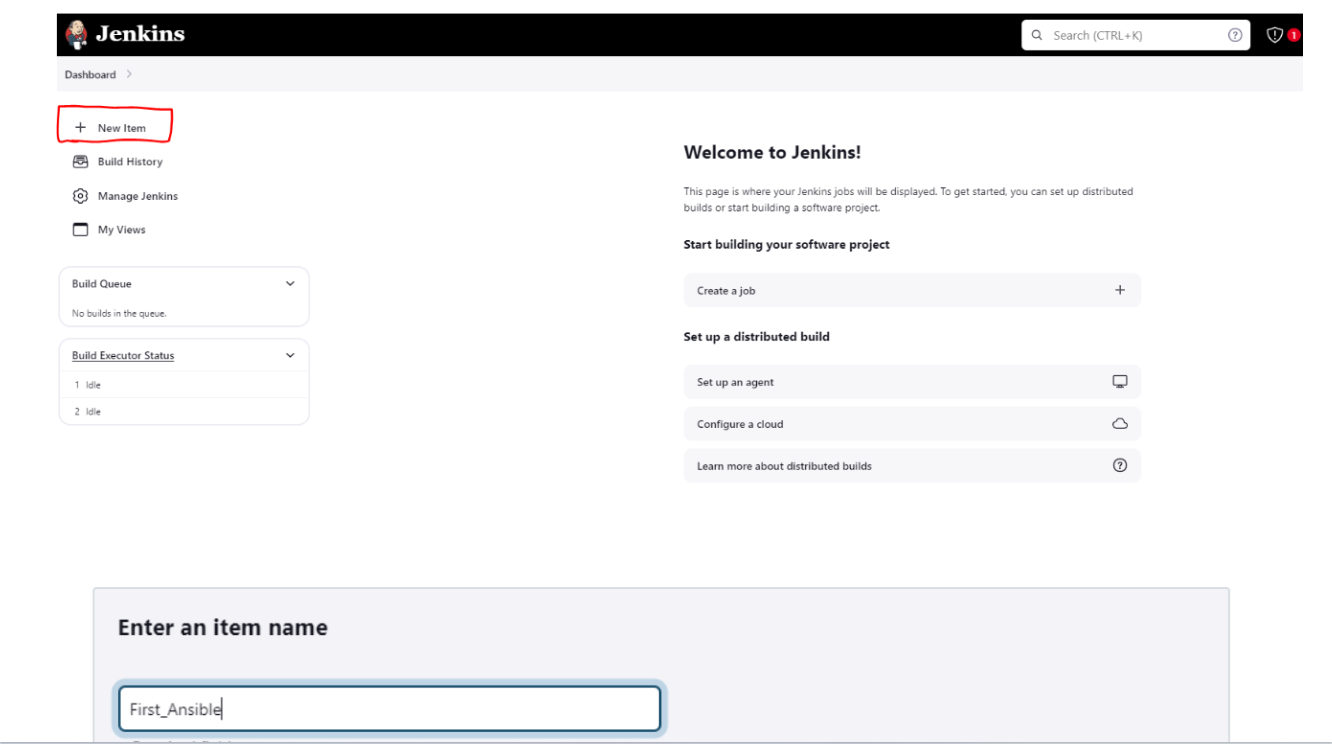 Jenkins
Search (CTRL+K)
1
Dashboard
New Item
Build History
Manage Jenkins
My Views
Build Queue
No builds in the queue.
Build Executor Status
1 Idle
2 Idle
Welcome to Jenkins!
This page is where your Jenkins jobs will be displayed. To get started, you can set up distributed
builds or start building a software project.
Start building your software project
Create a job
Set up a distributed build
Set up an agent
Configure a cloud
Learn more about distributed builds
Enter an item name
First_Ansible